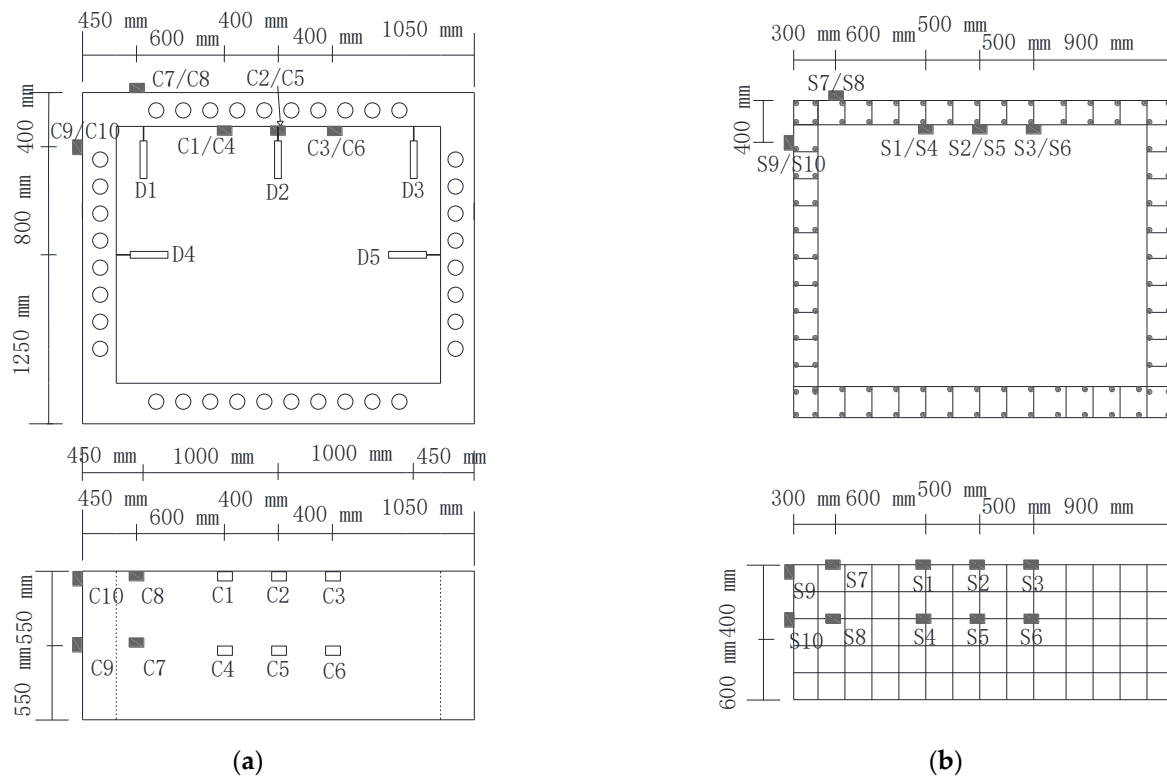 450 mm 400 mm 1050 mm
600 mm 400 mm
C7/C8 C2/C5
400 mm
C9/C10
C1/C4 C3/C6
D1 D2 D3
800 mm
D4 D5
1250 mm
450 mm 1000 mm 1000 mm 450 mm
450 mm 400 mm 1050 mm
600 mm 400 mm
C10 C8 C1 C2 C3
550 mm
C9 C7 C4 C5 C6
550 mm
(a)
300 mm 600 mm 500 mm 500 mm 900 mm
S7/S8
400 mm
S9/S10 S1/S4 S2/S5 S3/S6
300 mm 600 mm 500 mm 500 mm 900 mm
S9 S7 S1 S2 S3
400 mm
S10 S8 S4 S5 S6
600 mm
(b)